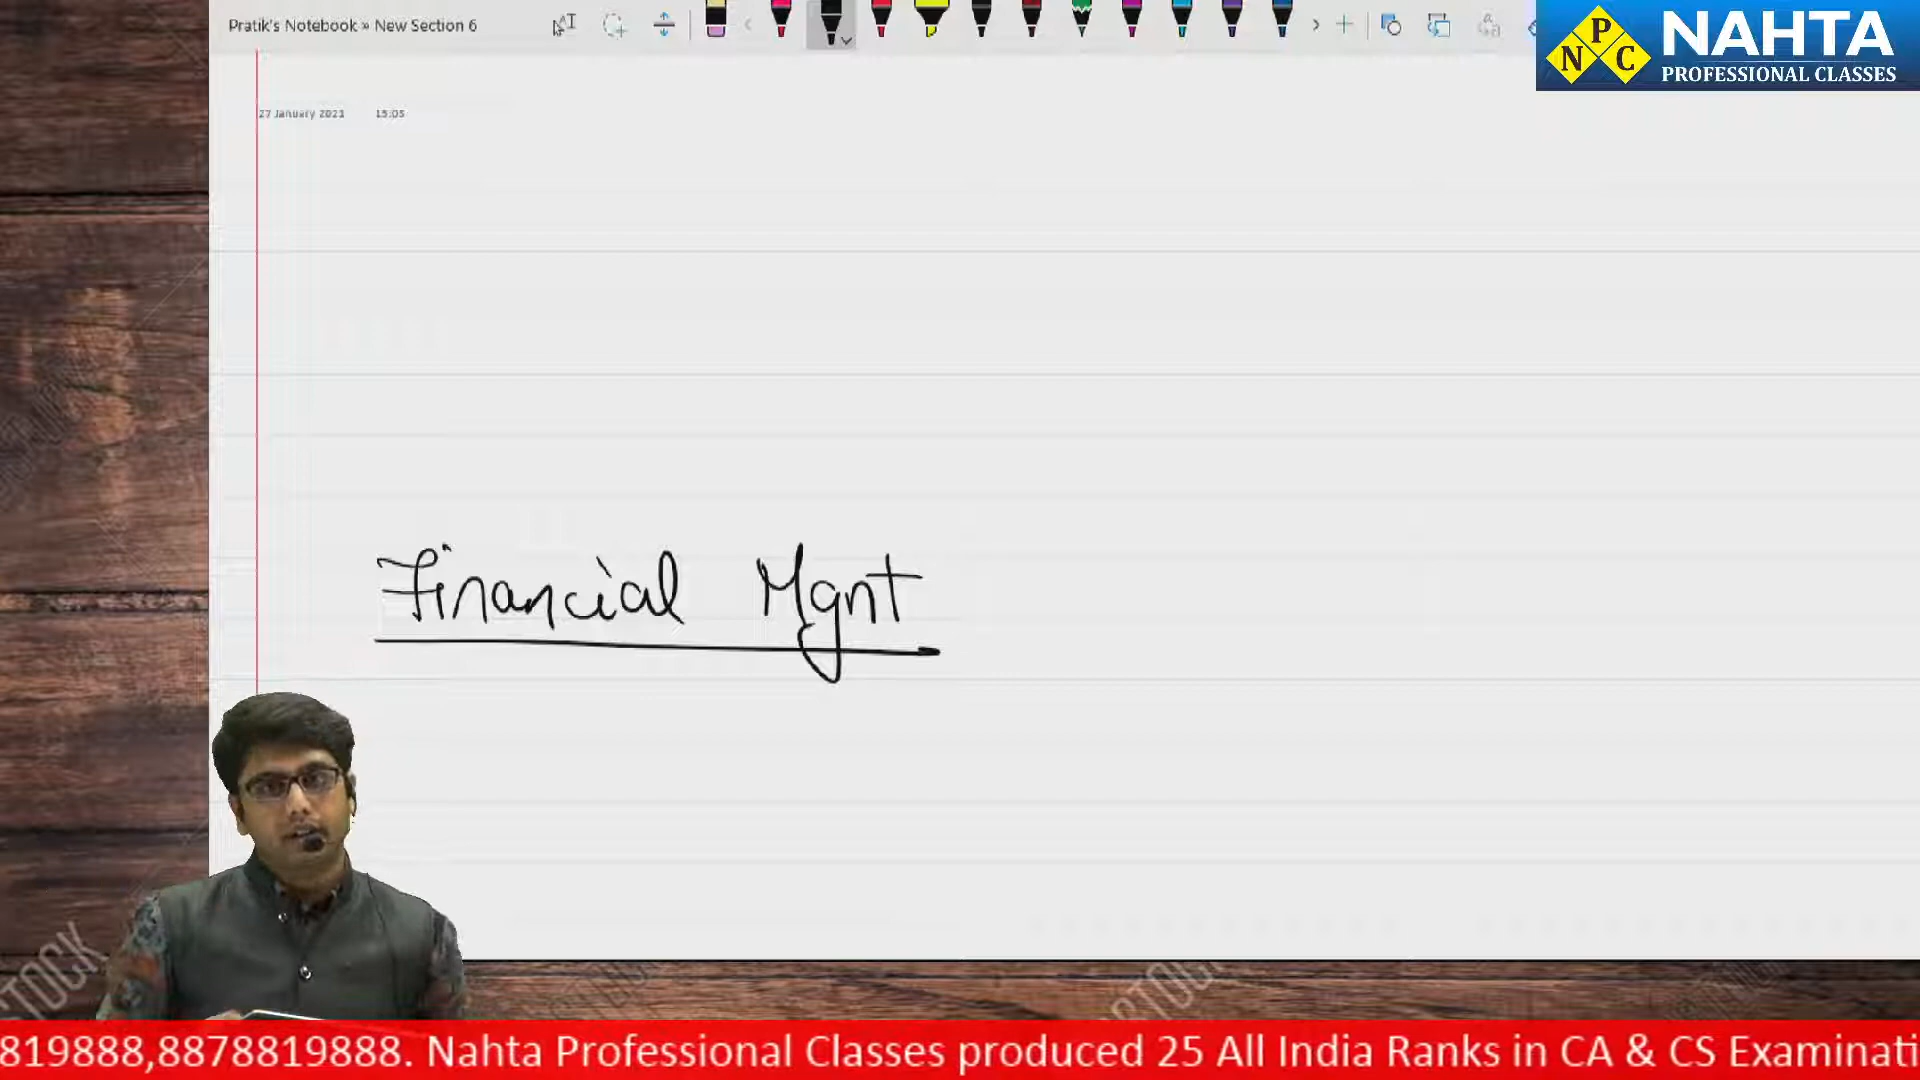 Pratik's Notebook » New Section 6
N P C
NAHTA
PROFESSIONAL CLASSES
27 January 2021 15:05
Financial Mgnt
819888,8878819888. Nahta Professional Classes produced 25 All India Ranks in CA & CS Examinati